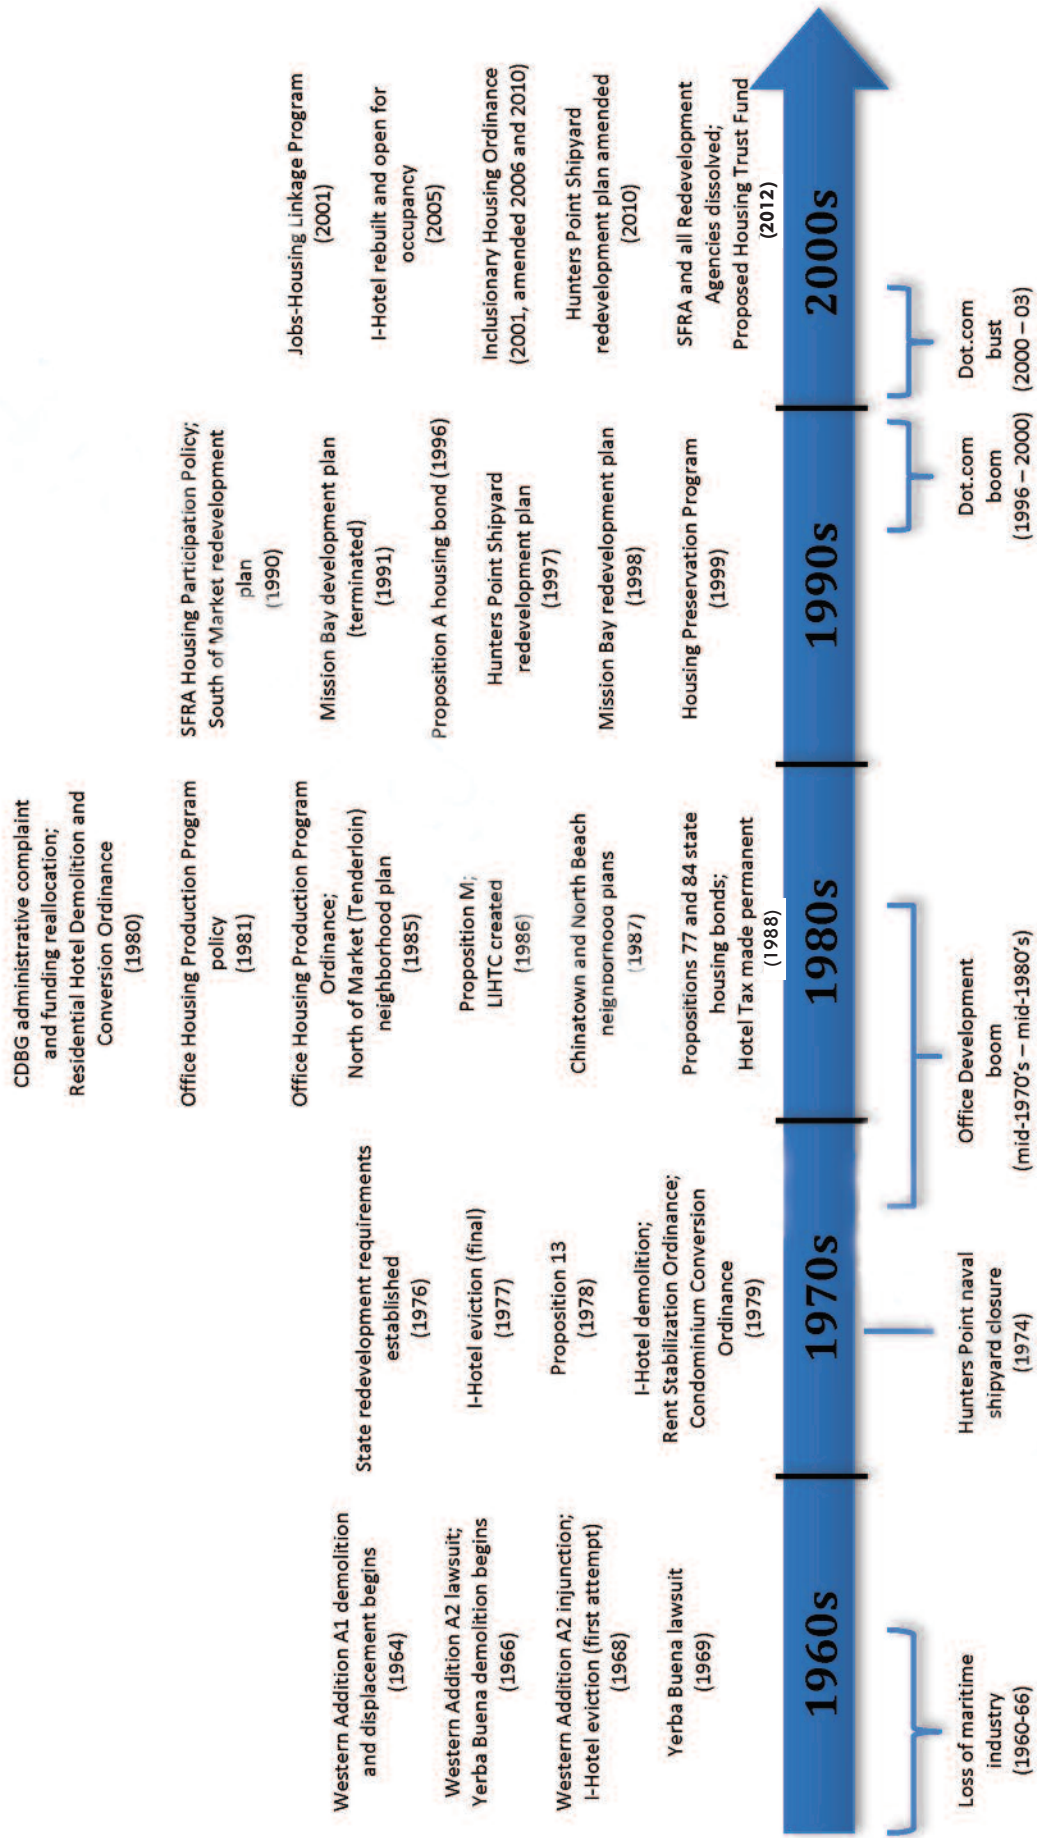 Western Addition A1 demolition
and displacement begins
(1964)
Western Addition A2 lawsuit;
Yerba Buena demolition begins
(1966)
Western Addition A2 injunction;
I-Hotel eviction (first attempt)
(1968)
Yerba Buena lawsuit
(1969)
State redevelopment requirements
established
(1976)
I-Hotel eviction (final)
(1977)
Proposition 13
(1978)
I-Hotel demolition;
Rent Stabilization Ordinance;
Condominium Conversion
Ordinance
(1979)
CDBG administrative complaint
and funding reallocation;
Residential Hotel Demolition and
Conversion Ordinance
(1980)
Office Housing Production Program
policy
(1981)
Office Housing Production Program
Ordinance;
North of Market (Tenderloin)
neighborhood plan
(1985)
Proposition M;
LIHTC created
(1986)
Chinatown and North Beach
neighborhood plans
(1987)
Propositions 77 and 84 state
housing bonds;
Hotel Tax made permanent
(1988)
SFRA Housing Participation Policy;
South of Market redevelopment
plan
(1990)
Mission Bay development plan
(terminated)
(1991)
Proposition A housing bond (1996)
Hunters Point Shipyard
redevelopment plan
(1997)
Mission Bay redevelopment plan
(1998)
Housing Preservation Program
(1999)
Jobs-Housing Linkage Program
(2001)
I-Hotel rebuilt and open for
occupancy
(2005)
Inclusionary Housing Ordinance
(2001, amended 2006 and 2010)
Hunters Point Shipyard
redevelopment plan amended
(2010)
SFRA and all Redevelopment
Agencies dissolved;
Proposed Housing Trust Fund
(2012)
1960s
1970s
1980s
1990s
2000s
Loss of maritime
industry
(1960-66)
Hunters Point naval
shipyard closure
(1974)
Office Development
boom
(mid-1970's – mid-1980's)
Dot.com
boom
(1996 – 2000)
Dot.com
bust
(2000 – 03)